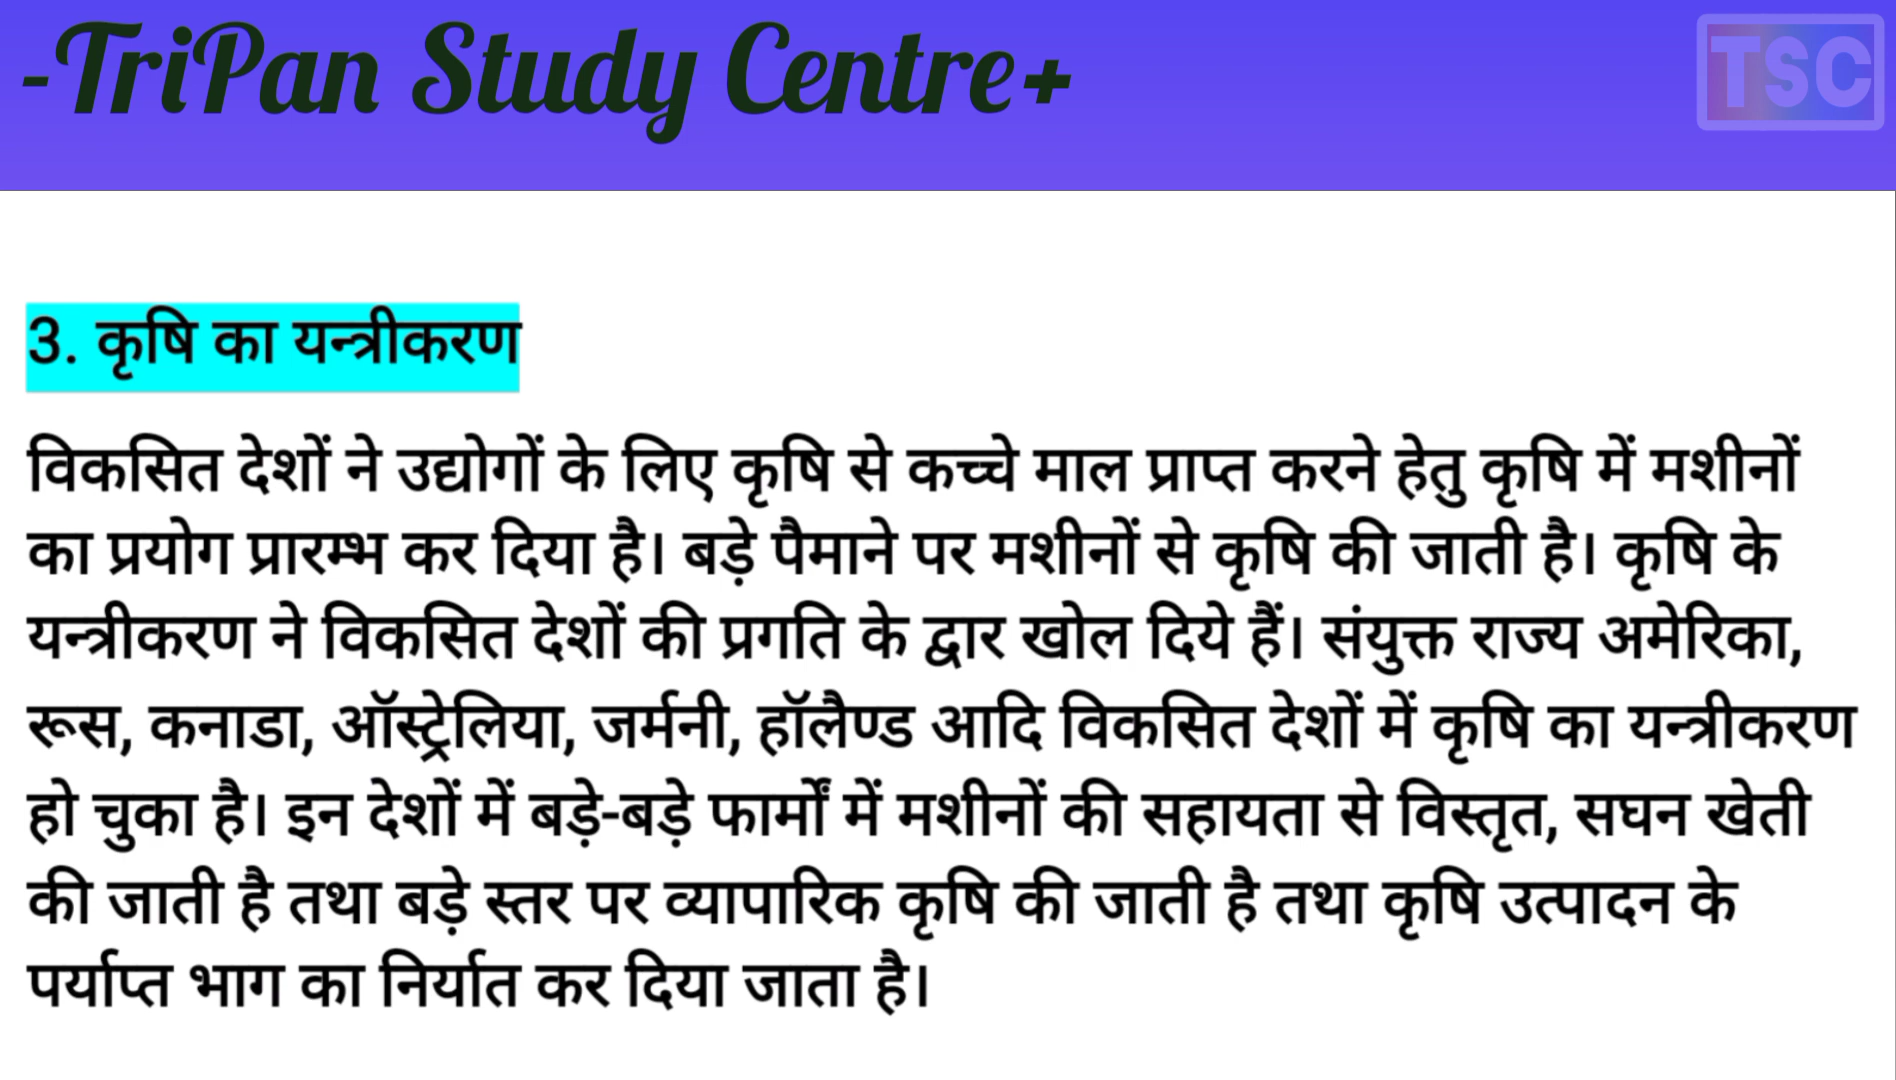 -TriPan Study Centre+
TSC
3. कृषि का यन्त्रीकरण
विकसित देशों ने उद्योगों के लिए कृषि से कच्चे माल प्राप्त करने हेतु कृषि में मशीनों
का प्रयोग प्रारम्भ कर दिया है। बड़े पैमाने पर मशीनों से कृषि की जाती है। कृषि के
यन्त्रीकरण ने विकसित देशों की प्रगति के द्वार खोल दिये हैं। संयुक्त राज्य अमेरिका,
रूस, कनाडा, ऑस्ट्रेलिया, जर्मनी, हॉलैण्ड आदि विकसित देशों में कृषि का यन्त्रीकरण
हो चुका है। इन देशों में बड़े-बड़े फार्मों में मशीनों की सहायता से विस्तृत, सघन खेती
की जाती है तथा बड़े स्तर पर व्यापारिक कृषि की जाती है तथा कृषि उत्पादन के
पर्याप्त भाग का निर्यात कर दिया जाता है।